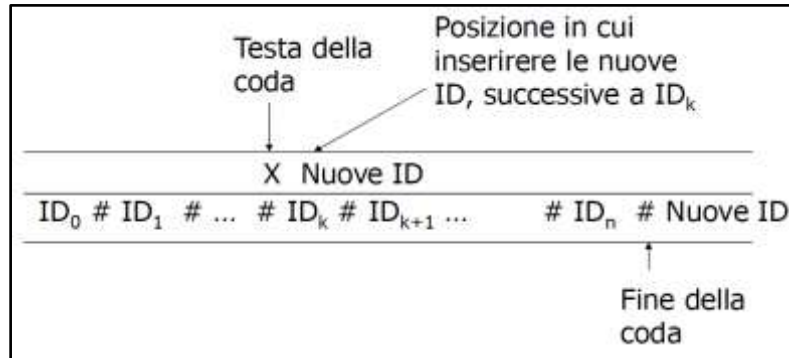 Testa della
coda
Posizione in cui
inserirere le nuove
ID, successive a IDₖ
X Nuove ID
ID₀ # ID₁ # ... # IDₖ # IDₖ₊₁ ... # IDₙ # Nuove ID
Fine della
coda